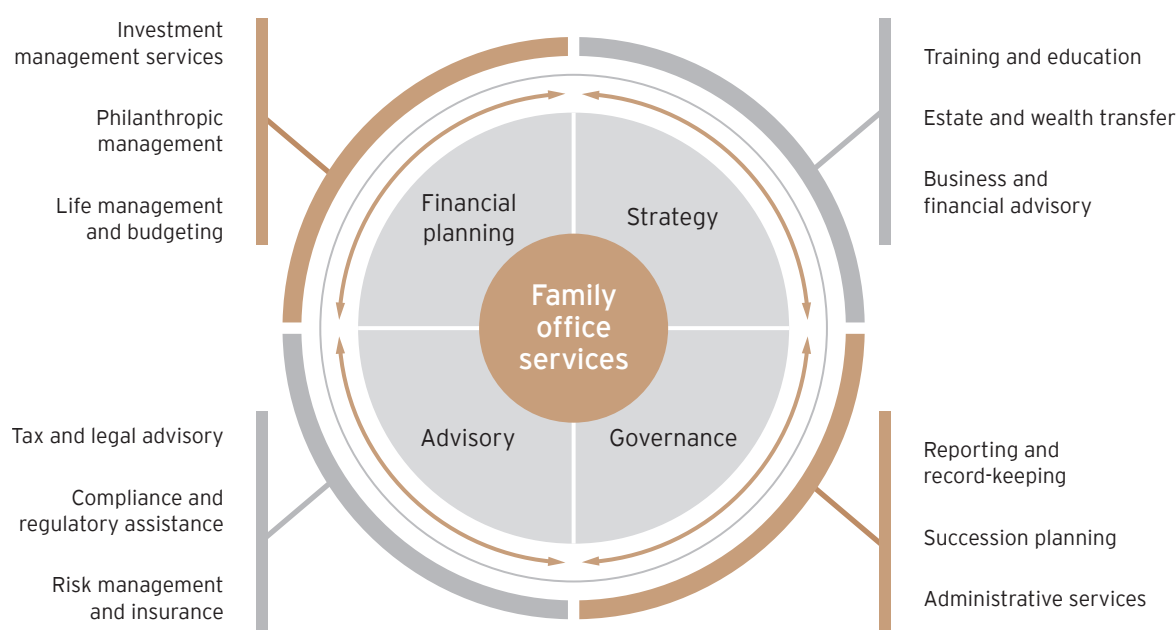 Investment
management services
Philanthropic
management
Life management
and budgeting
Training and education
Estate and wealth transfer
Business and
financial advisory
Financial
planning
Strategy
Family
office
services
Advisory
Governance
Tax and legal advisory
Compliance and
regulatory assistance
Risk management
and insurance
Reporting and
record-keeping
Succession planning
Administrative services